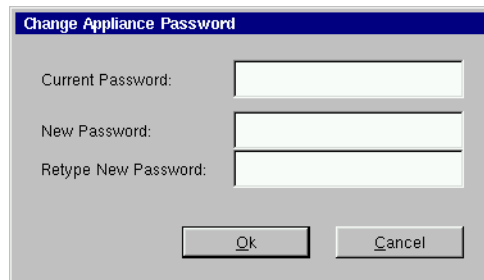 Change Appliance Password
Current Password:
New Password:
Retype New Password:
Ok
Cancel